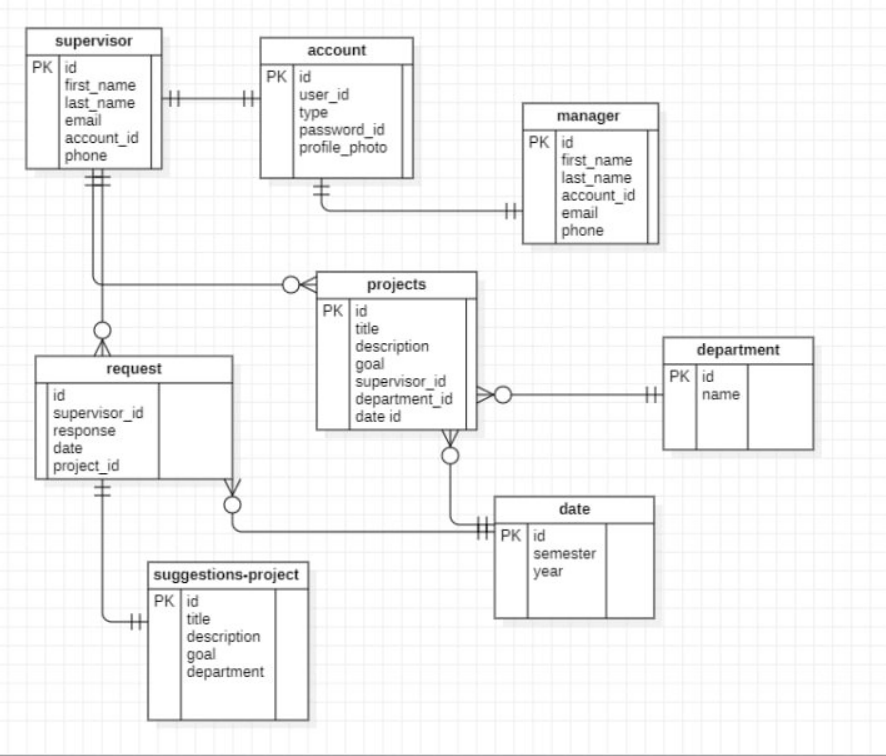 supervisor
PK id
first_name
last_name
email
account_id
phone
account
PK id
user_id
type
password_id
profile_photo
manager
PK id
first_name
last_name
account_id
email
phone
projects
PK id
title
description
goal
supervisor_id
department_id
date id
department
PK id
name
request
id
supervisor_id
response
date
project_id
date
PK id
semester
year
suggestions-project
PK id
title
description
goal
department